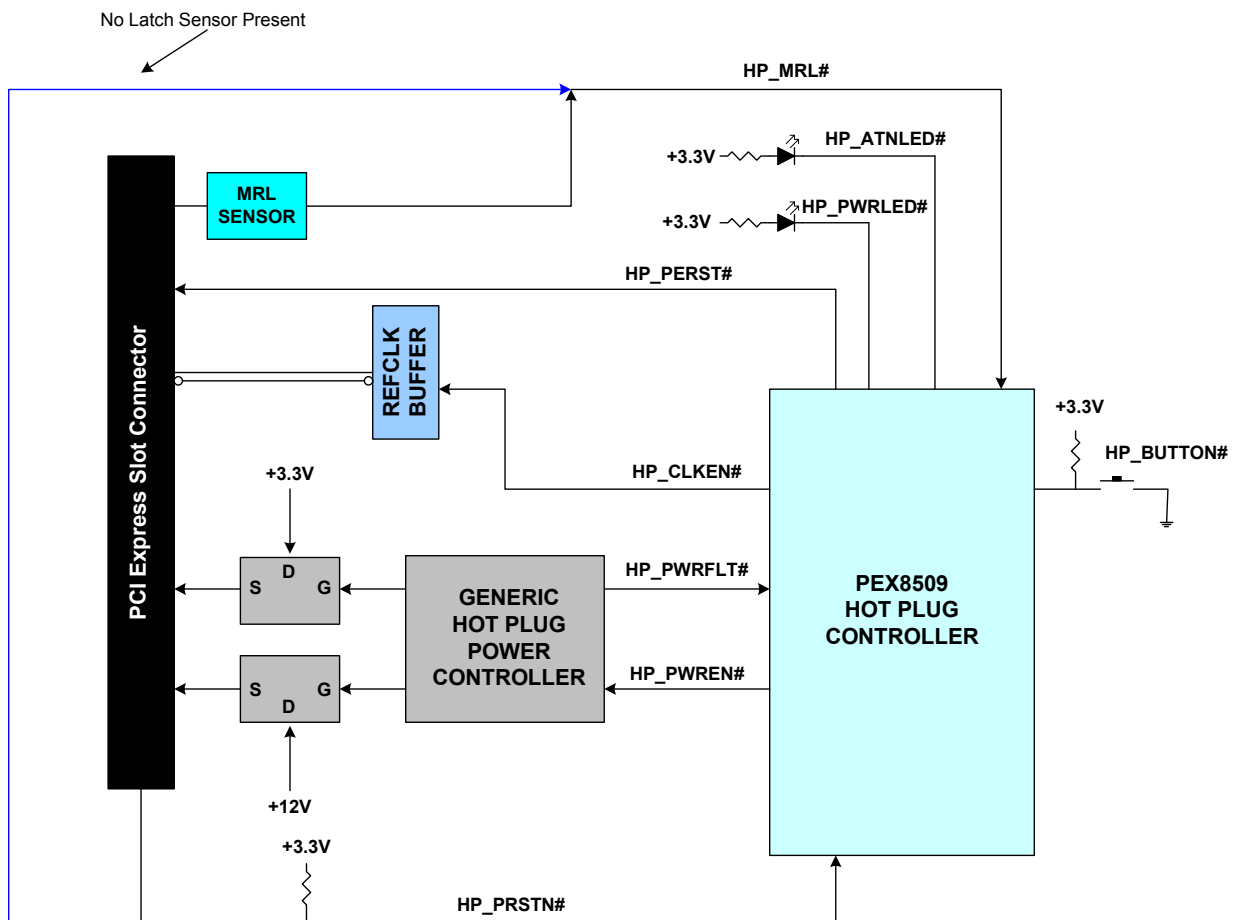 No Latch Sensor Present
HP_MRL#
HP_ATNLED#
+3.3V
MRL
SENSOR
HP_PWRLED#
+3.3V
HP_PERST#
PCI Express Slot Connector
REFCLK
BUFFER
+3.3V
HP_BUTTON#
HP_CLKEN#
+3.3V
S D G
HP_PWRFLT#
GENERIC
HOT PLUG
POWER
CONTROLLER
PEX8509
HOT PLUG
CONTROLLER
HP_PWREN#
S D G
+12V
+3.3V
HP_PRSTN#